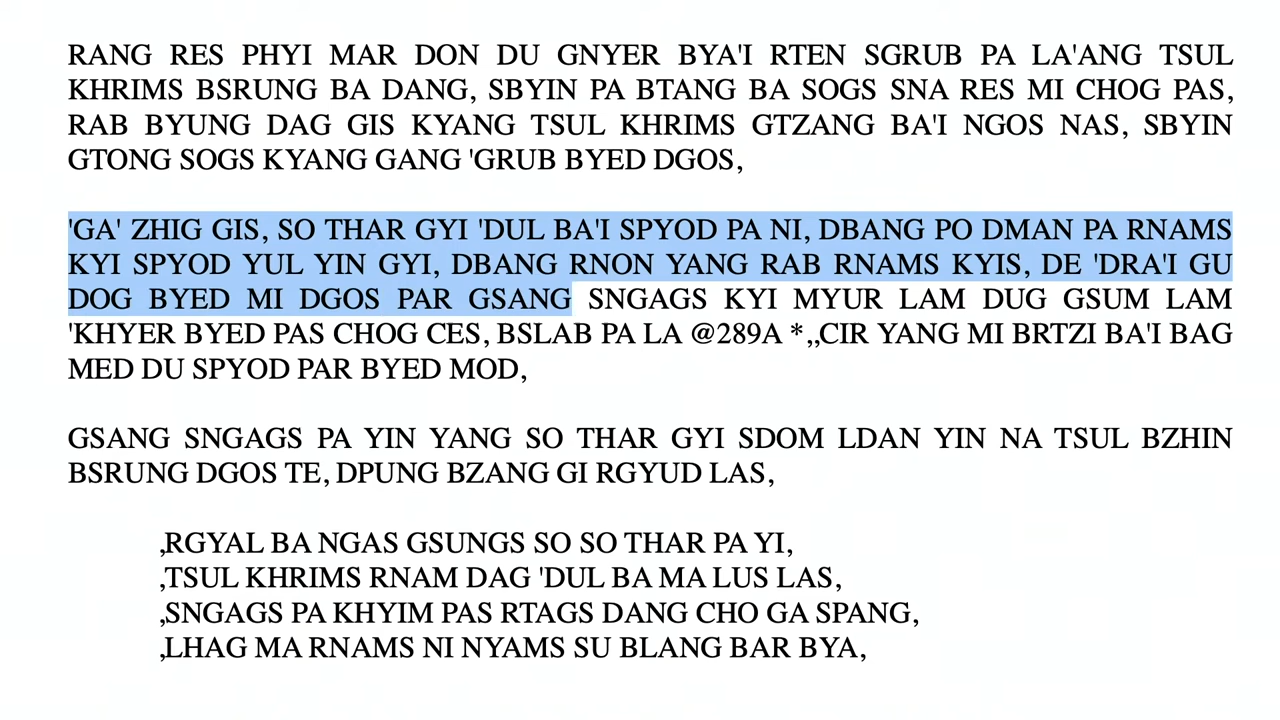 RANG RES PHYI MAR DON DU GNYER BYA'I RTEN SGRUB PA LA'ANG TSUL
KHRIMS BSRUNG BA DANG, SBYIN PA BTANG BA SOGS SNA RES MI CHOG PAS,
RAB BYUNG DAG GIS KYANG TSUL KHRIMS GTZANG BA'I NGOS NAS, SBYIN
GTONG SOGS KYANG GANG 'GRUB BYED DGOS,
'GA' ZHIG GIS, SO THAR GYI 'DUL BA'I SPYOD PA NI, DBANG PO DMAN PA RNAMS
KYI SPYOD YUL YIN GYI, DBANG RNON YANG RAB RNAMS KYIS, DE 'DRA'I GU
DOG BYED MI DGOS PAR GSANG SNGAGS KYI MYUR LAM DUG GSUM LAM
'KHYER BYED PAS CHOG CES, BSLAB PA LA @289A *,,CIR YANG MI BRTZI BA'I BAG
MED DU SPYOD PAR BYED MOD,
GSANG SNGAGS PA YIN YANG SO THAR GYI SDOM LDAN YIN NA TSUL BZHIN
BSRUNG DGOS TE, DPUNG BZANG GI RGYUD LAS,
,RGYAL BA NGAS GSUNGS SO SO THAR PA YI,
,TSUL KHRIMS RNAM DAG 'DUL BA MA LUS LAS,
,SNGAGS PA KHYIM PAS RTAGS DANG CHO GA SPANG,
,LHAG MA RNAMS NI NYAMS SU BLANG BAR BYA,